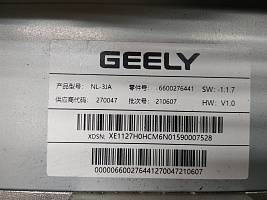 GEELY
产品型号: NL-3JA 零件号: 6600276441 SW: -1.1.7
供应商代码: 270047 批次号: 210607 HW: V1.0
XDSN: XE1127H0HCM6N01590007528
00000660027644127004721060​7